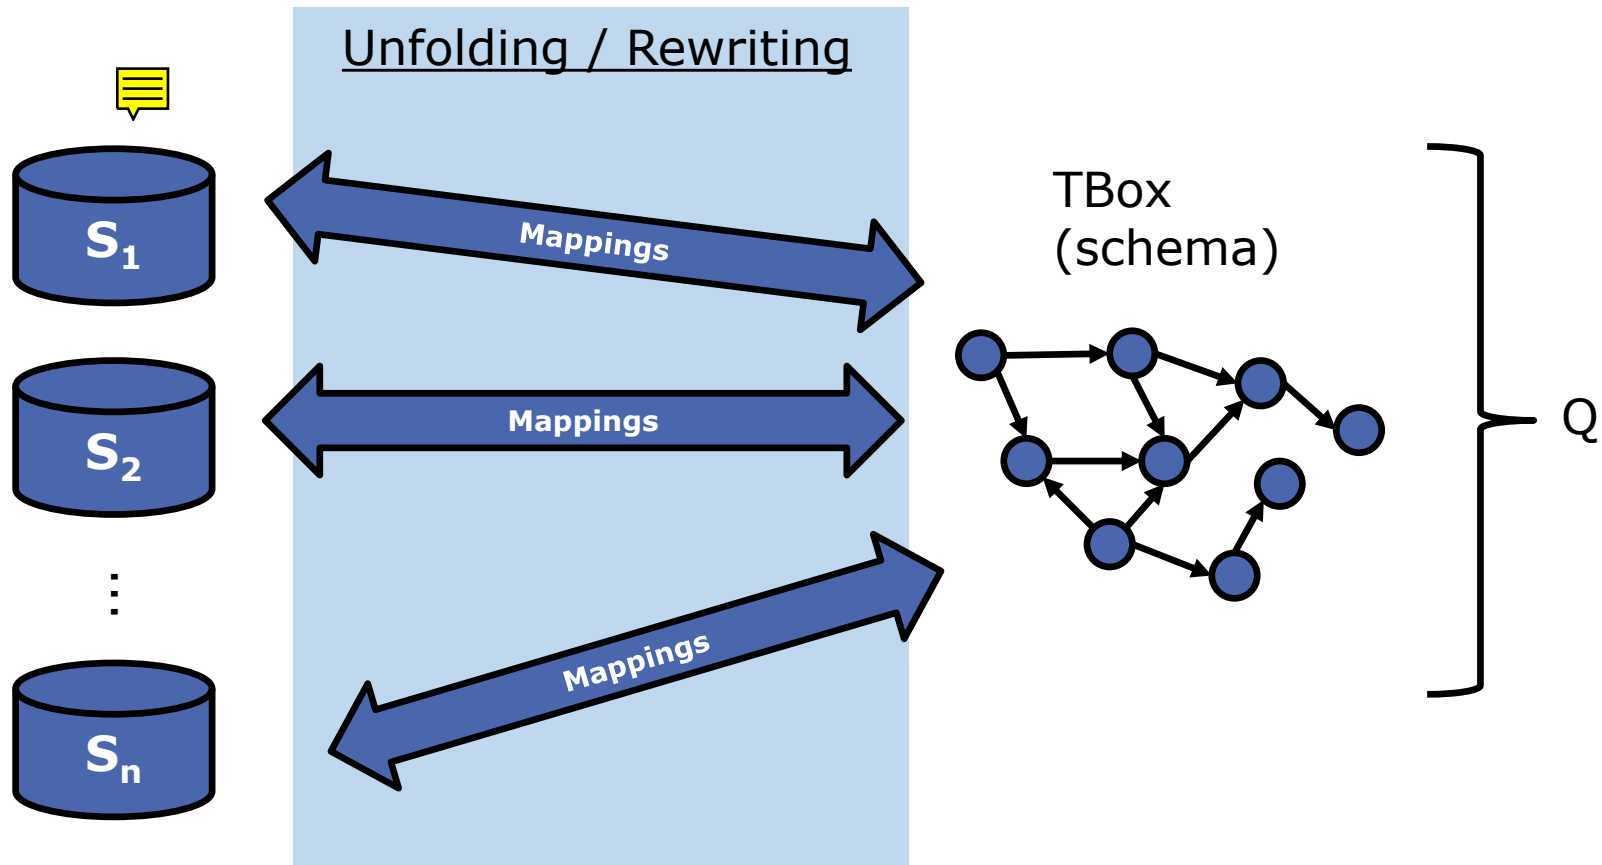 Unfolding / Rewriting
S1
Mappings
TBox
(schema)
S2
Mappings
Q
⋮
Sn
Mappings